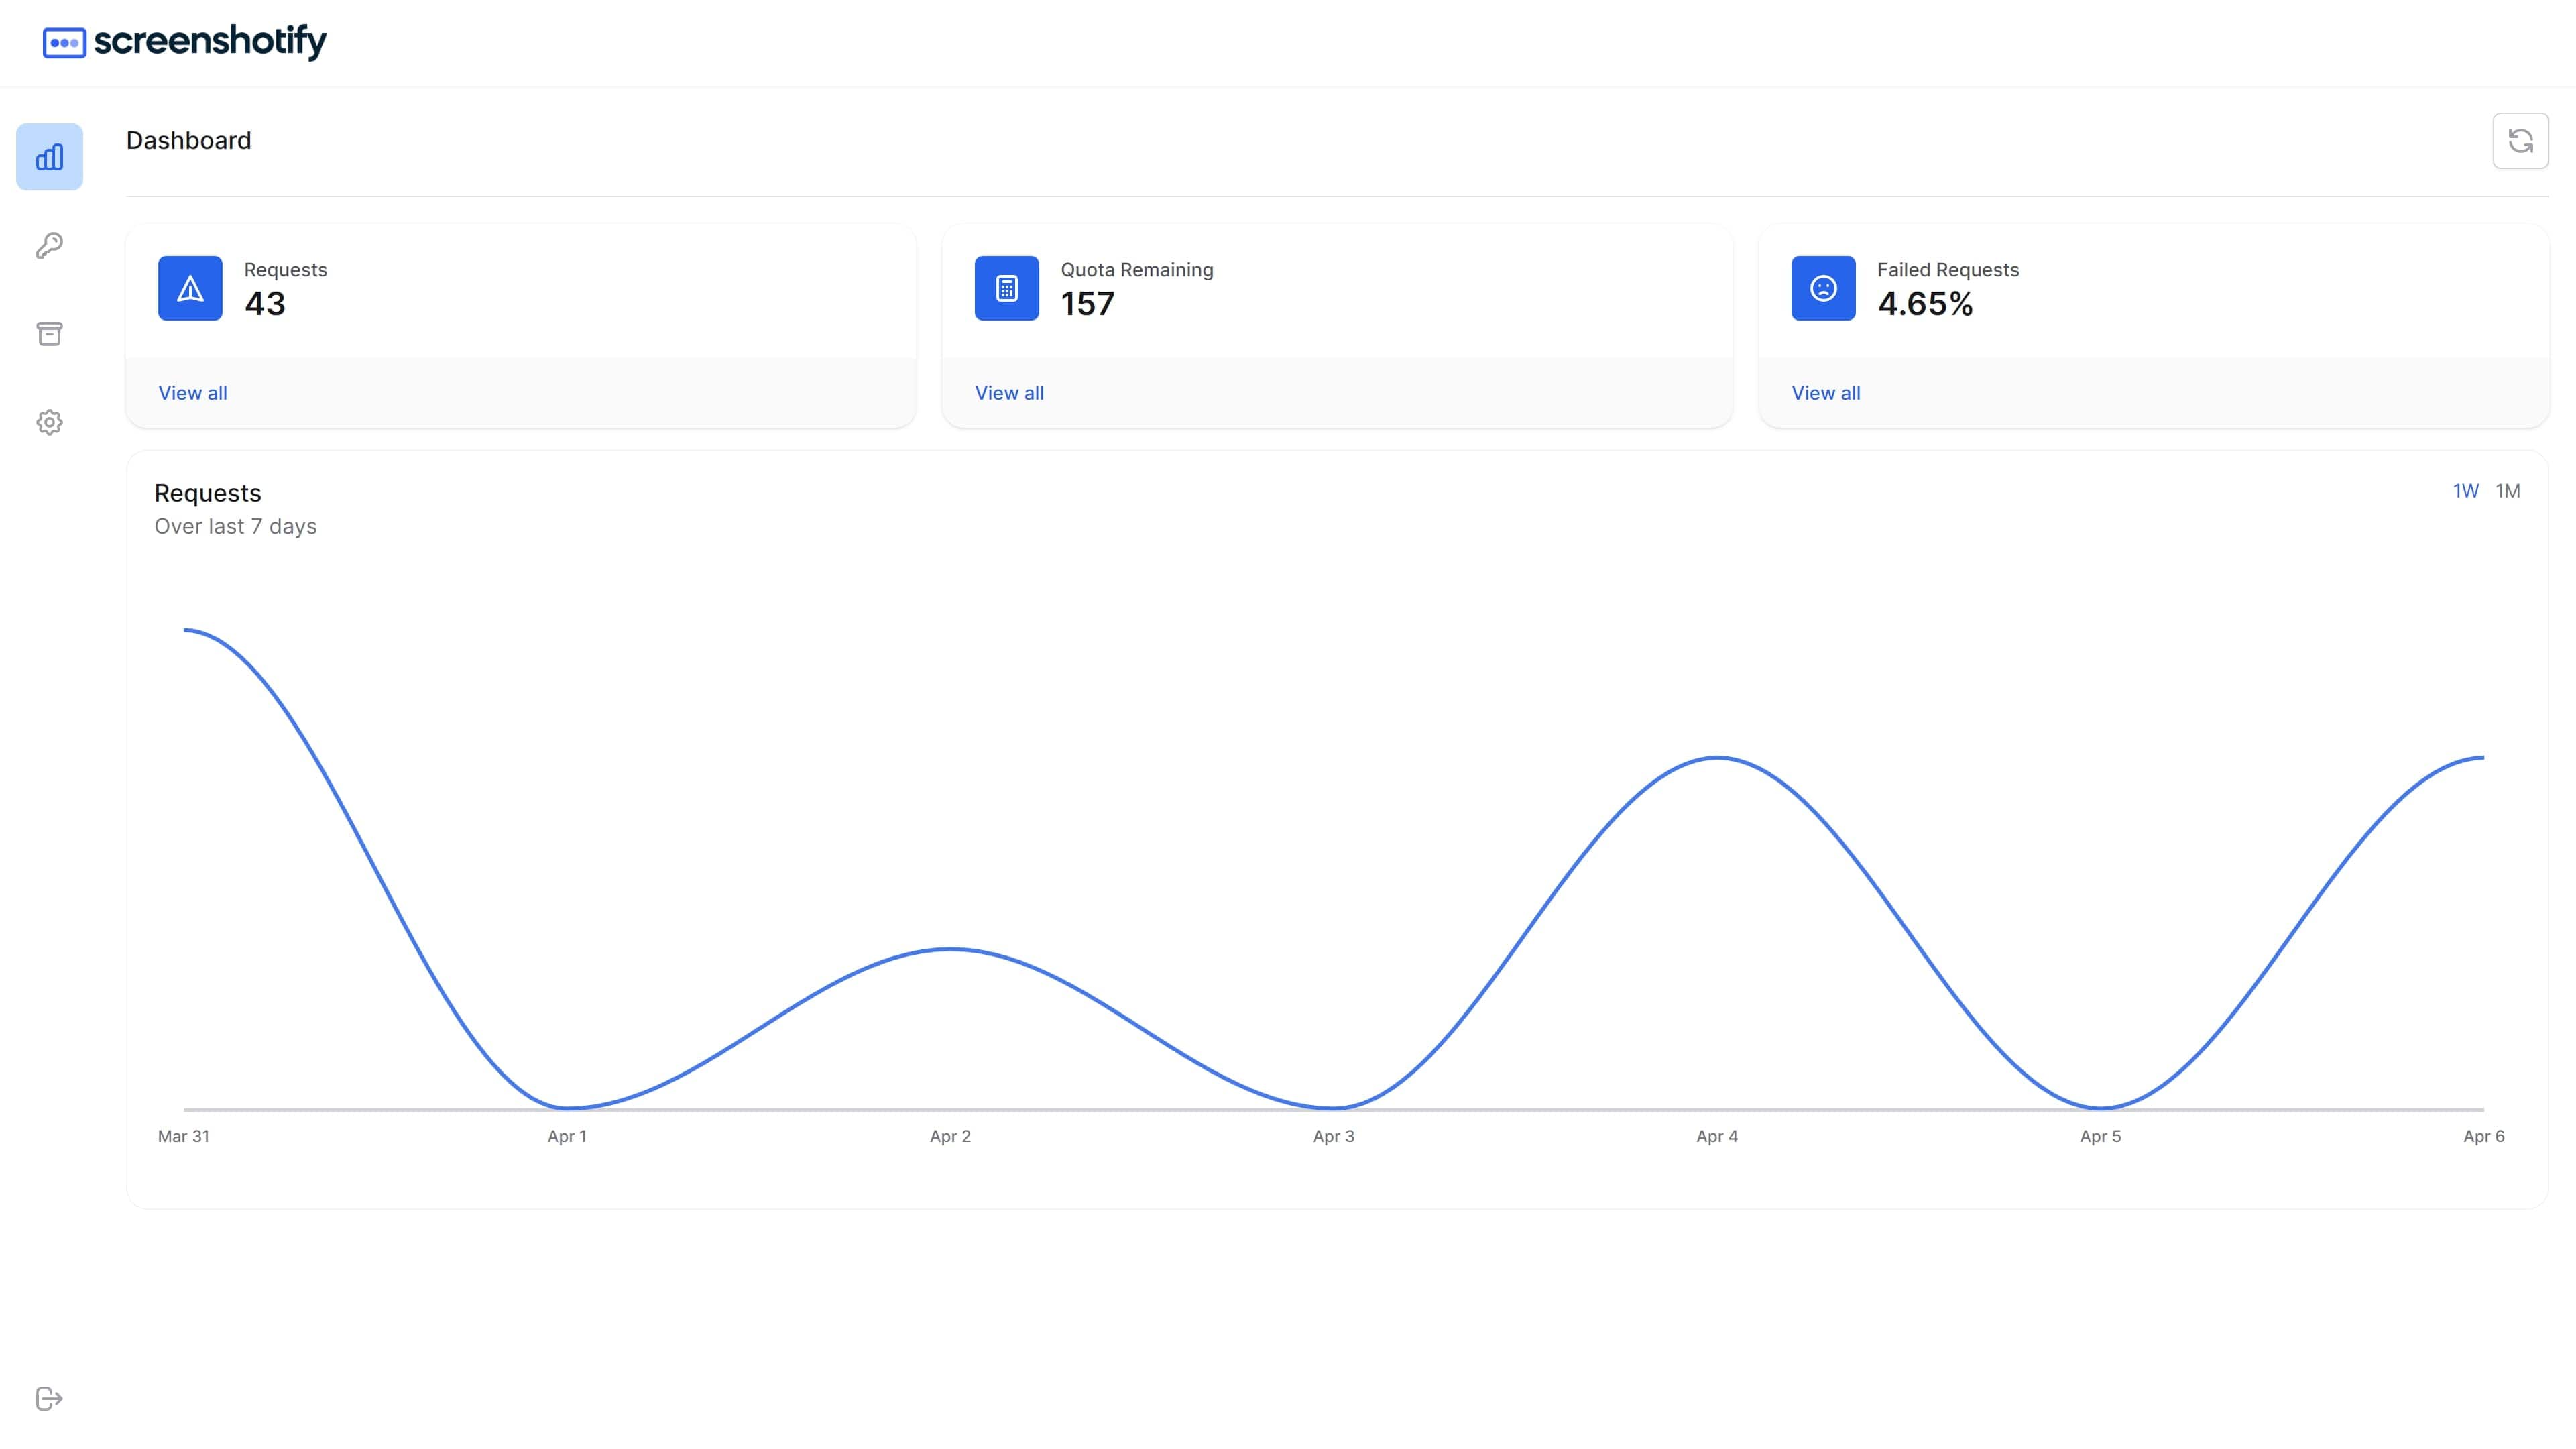 screenshotify
Dashboard
Requests
43
View all
Quota Remaining
157
View all
Failed Requests
4.65%
View all
Requests
Over last 7 days
1W 1M
Mar 31 Apr 1 Apr 2 Apr 3 Apr 4 Apr 5 Apr 6